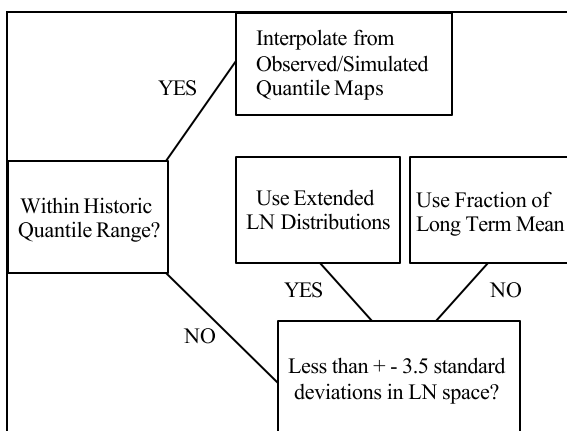 Interpolate from
Observed/Simulated
Quantile Maps
YES
Within Historic
Quantile Range?
Use Extended
LN Distributions
Use Fraction of
Long Term Mean
YES
NO
NO
Less than + - 3.5 standard
deviations in LN space?